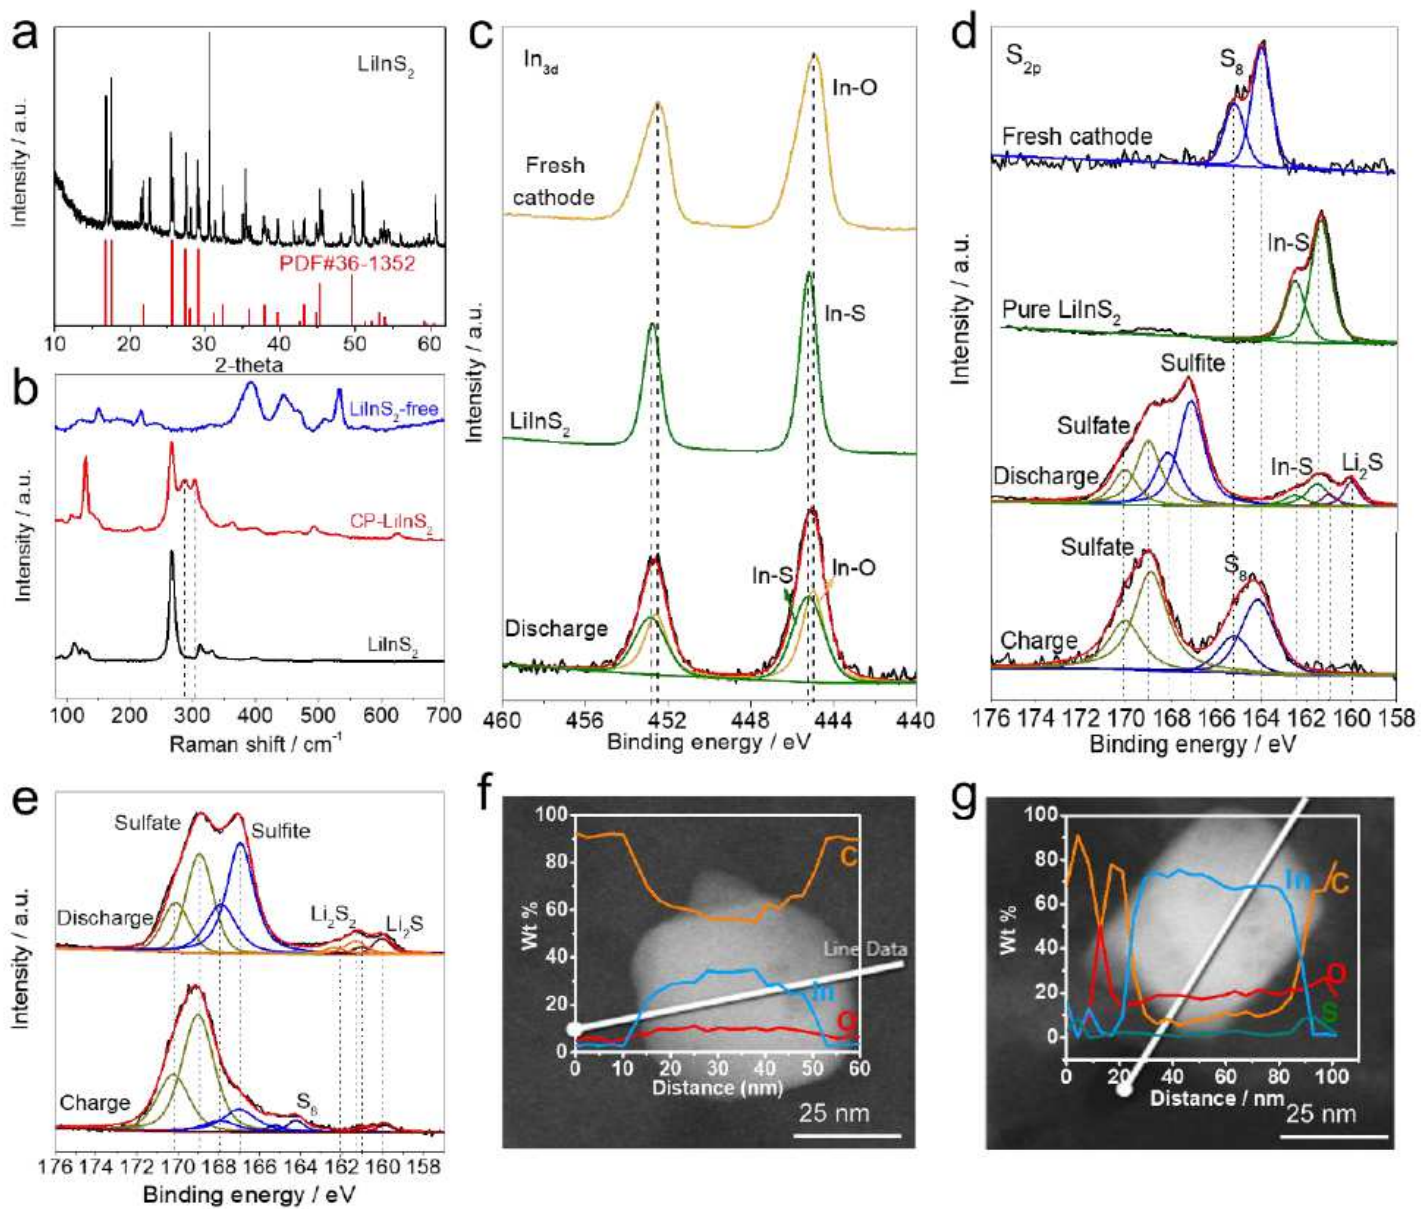 a
LiInS2
PDF#36-1352
Intensity / a.u.
10 20 30 40 50 60
2-theta
b
LiInS2-free
CP-LiInS2
LiInS2
Intensity / a.u.
100 200 300 400 500 600 700
Raman shift / cm-1
c
In3d
In-O
Fresh
cathode
In-S
LiInS2
In-S
In-O
Discharge
Intensity / a.u.
460 456 452 448 444 440
Binding energy / eV
d
S2p
S8
Fresh cathode
In-S
Pure LiInS2
Sulfite
Sulfate
In-S
Li2S
Discharge
Sulfate
S8
Charge
Intensity / a.u.
176 174 172 170 168 166 164 162 160 158
Binding energy / eV
e
Sulfate
Sulfite
Discharge
Li2S2
Li2S
Charge
S8
Intensity / a.u.
176 174 172 170 168 166 164 162 160 158
Binding energy / eV
f
100
80
60
40
20
0
Wt %
C
Line Data
In
O
0 10 20 30 40 50 60
Distance (nm)
25 nm
g
100
80
60
40
20
0
Wt %
In
C
O
S
0 20 40 60 80 100
Distance / nm
25 nm